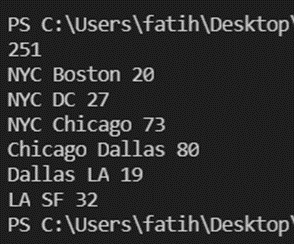 PS C:\Users\fatih\Desktop\
251
NYC Boston 20
NYC DC 27
NYC Chicago 73
Chicago Dallas 80
Dallas LA 19
LA SF 32
PS C:\Users\fatih\Desktop\